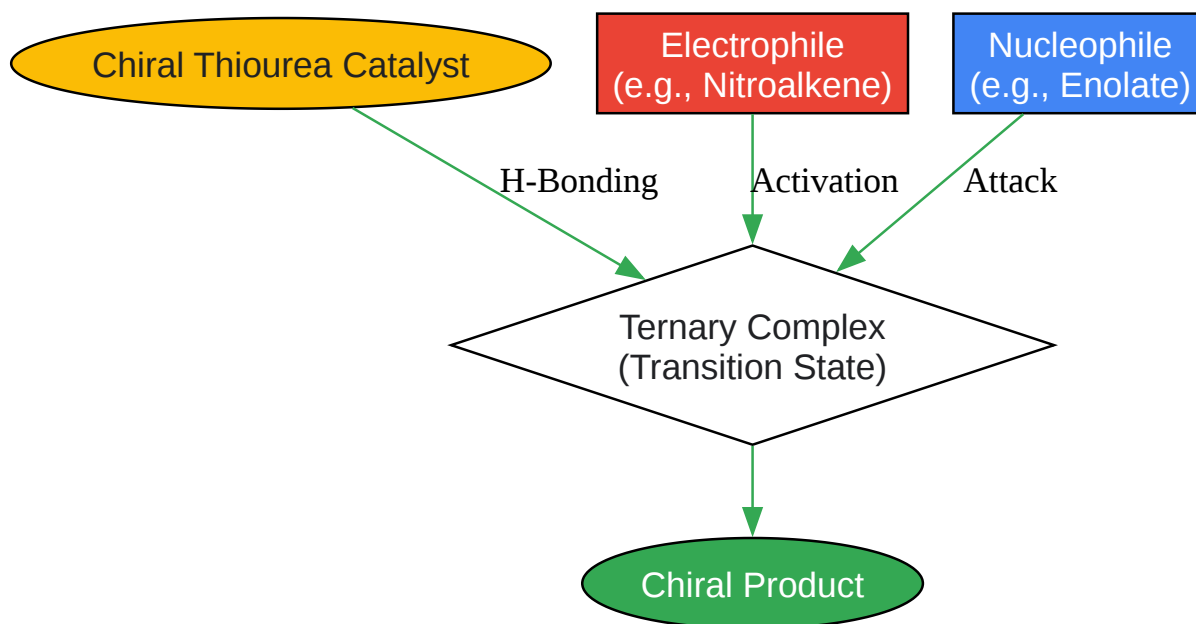 Chiral Thiourea Catalyst
Electrophile
(e.g., Nitroalkene)
Nucleophile
(e.g., Enolate)
H-Bonding
Activation
Attack
Ternary Complex
(Transition State)
Chiral Product